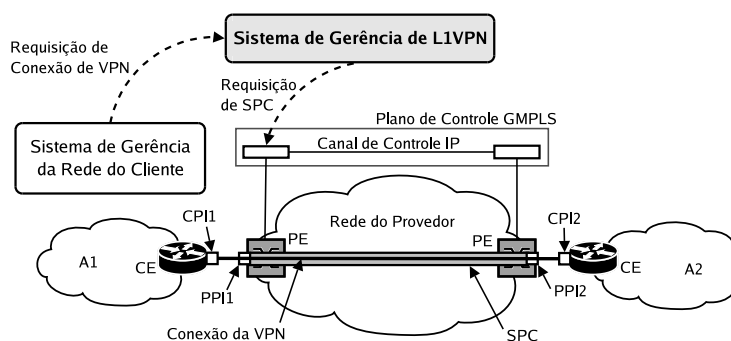 Requisição de
Conexão de VPN
Sistema de Gerência de L1VPN
Requisição
de SPC
Plano de Controle GMPLS
Sistema de Gerência
da Rede do Cliente
Canal de Controle IP
Rede do Provedor
CPI1
PE
PE
CPI2
A1
CE
CE
A2
PPI1
PPI2
Conexão da VPN
SPC